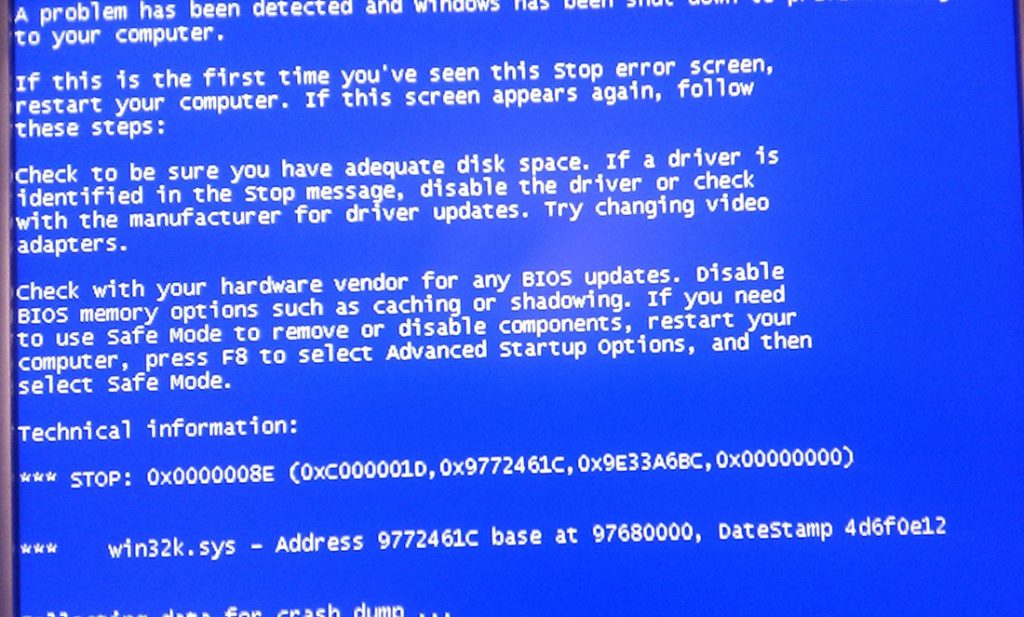 A problem has been detected and Windows has been shut down to
to your computer.
If this is the first time you've seen this Stop error screen,
restart your computer. If this screen appears again, follow
these steps:
Check to be sure you have adequate disk space. If a driver is
identified in the Stop message, disable the driver or check
with the manufacturer for driver updates. Try changing video
adapters.
Check with your hardware vendor for any BIOS updates. Disable
BIOS memory options such as caching or shadowing. If you need
to use Safe Mode to remove or disable components, restart your
computer, press F8 to select Advanced Startup Options, and then
select Safe Mode.
Technical information:
*** STOP: 0x0000008E (0xC000001D,0x9772461C,0x9E33A6BC,0x00000000)
*** win32k.sys - Address 9772461C base at 97680000, DateStamp 4d6f0e12
Collecting data for crash dump ...